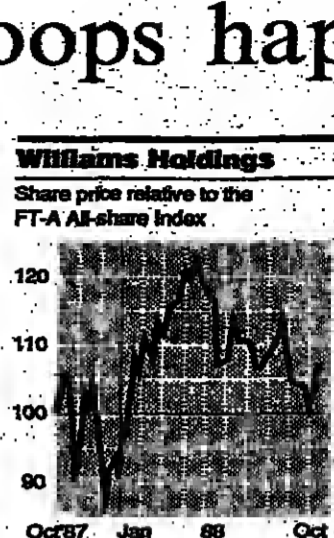 oops hap
Williams Holdings
Share price relative to the
FT-A All-share Index
120
110
100
90
Oct'87 Jan 88 Oct